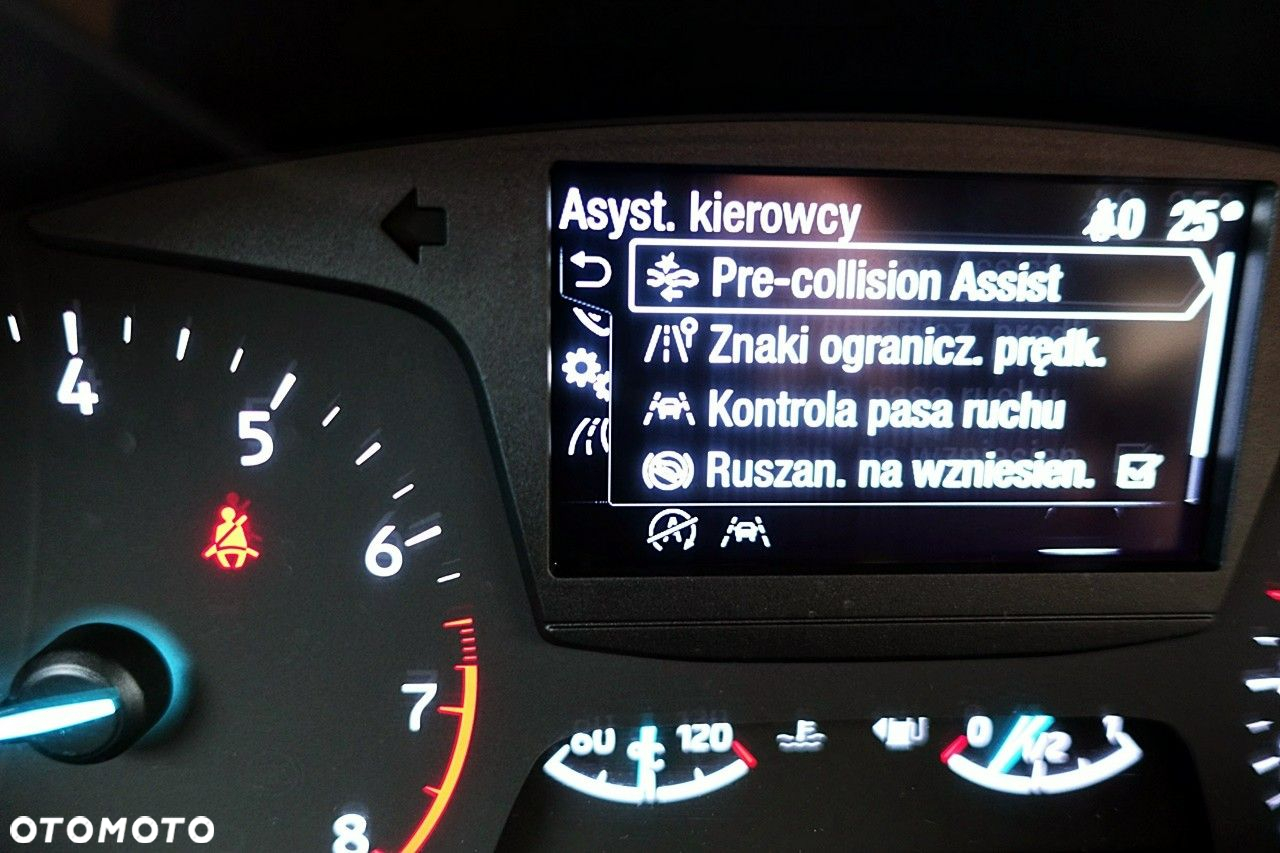 Asyst. kierowcy
25°
Pre-collision Assist
Znaki ogranicz. prędk.
Kontrola pasa ruchu
Ruszan. na wzniesien.
4
5
6
7
8
60 °C 120
0 1/2 1
OTOMOTO